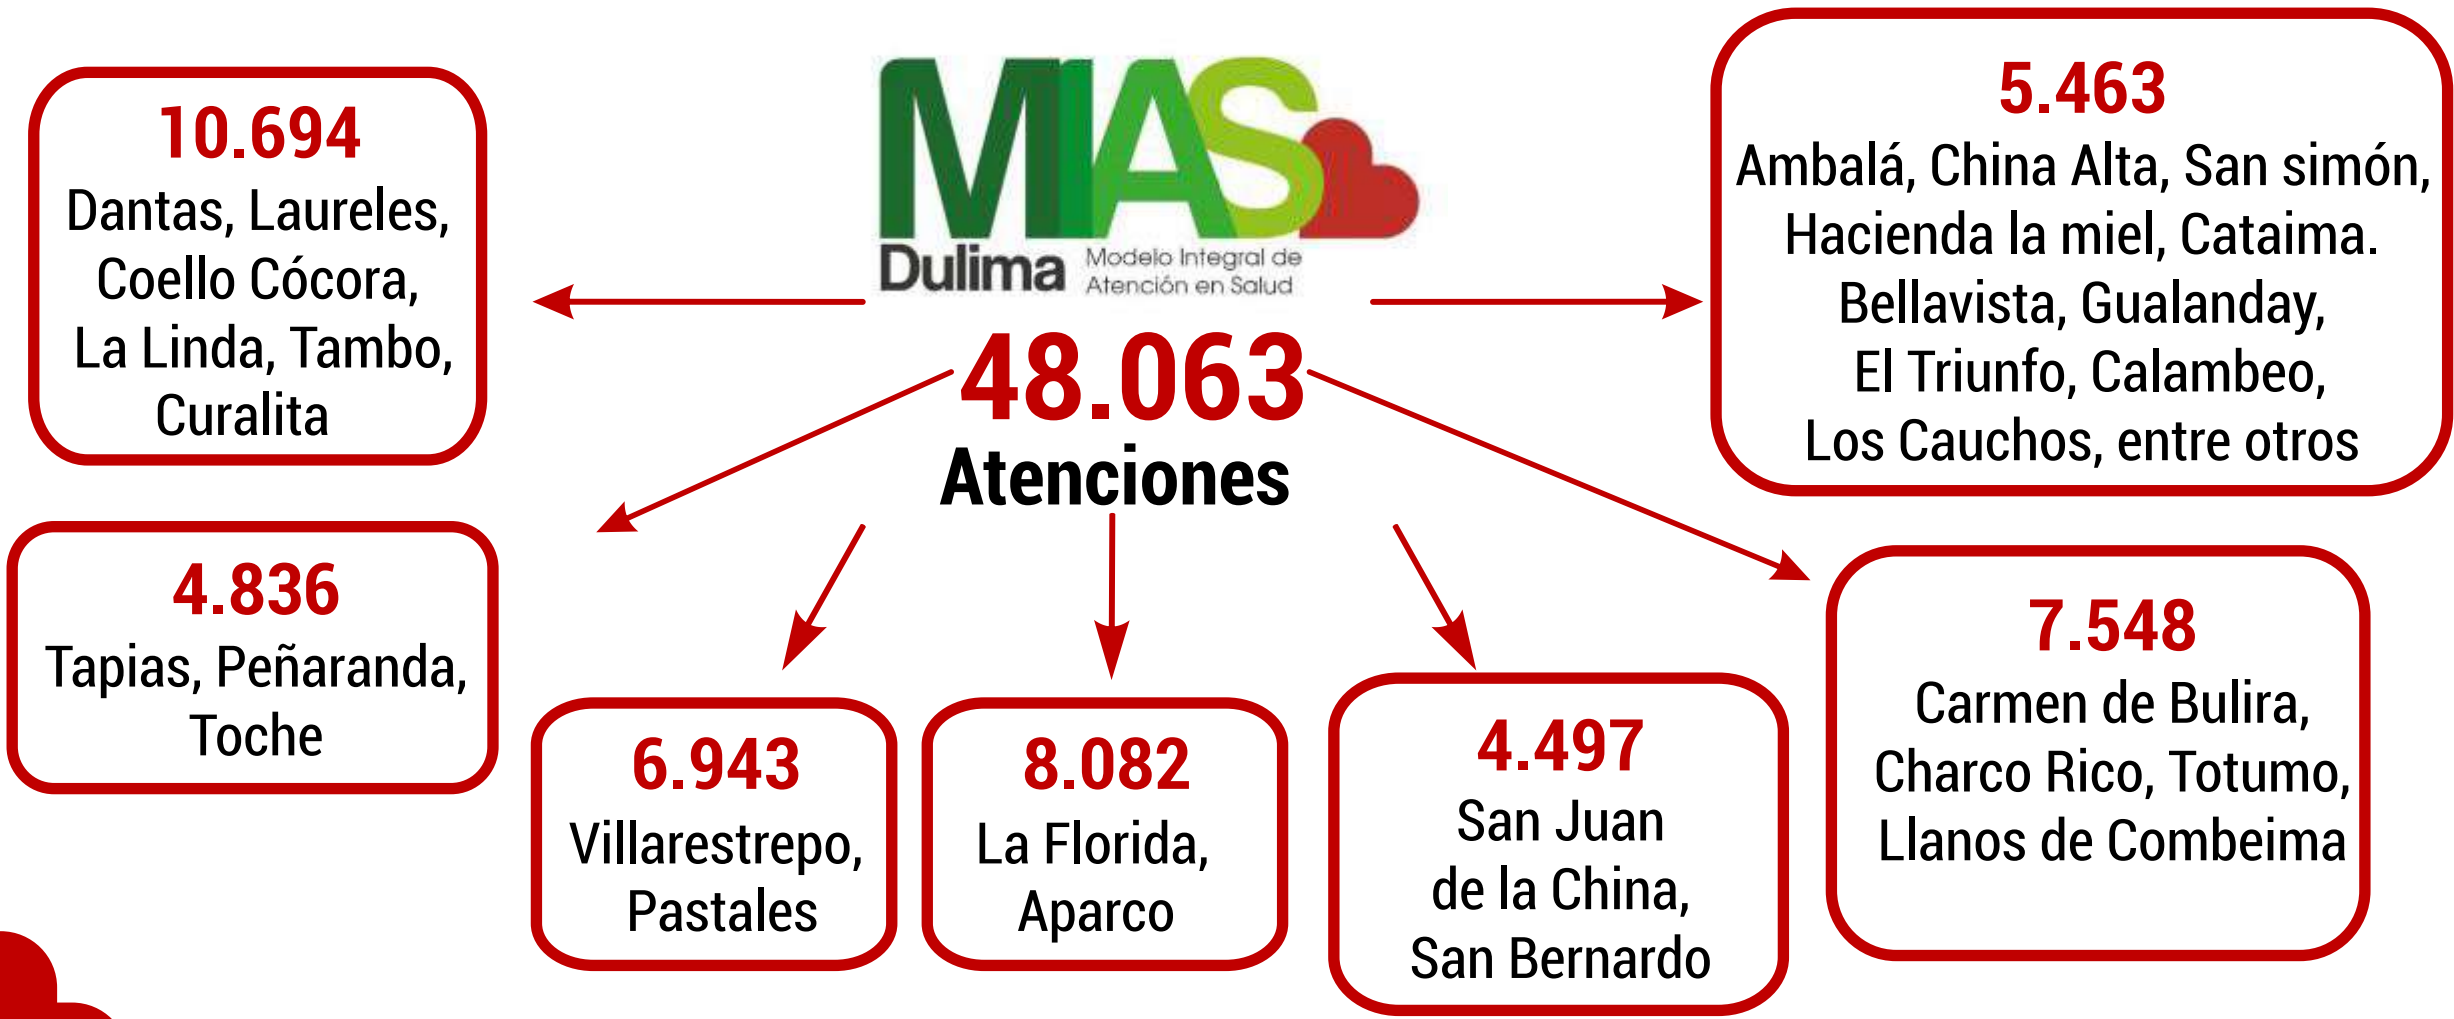 MIAS
Dulima
Modelo Integral de
Atención en Salud
48.063
Atenciones
10.694
Dantas, Laureles,
Coello Cócora,
La Linda, Tambo,
Curalita
5.463
Ambalá, China Alta, San simón,
Hacienda la miel, Cataima.
Bellavista, Gualanday,
El Triunfo, Calambeo,
Los Cauchos, entre otros
4.836
Tapias, Peñaranda,
Toche
6.943
Villarestrepo,
Pastales
8.082
La Florida,
Aparco
4.497
San Juan
de la China,
San Bernardo
7.548
Carmen de Bulira,
Charco Rico, Totumo,
Llanos de Combeima